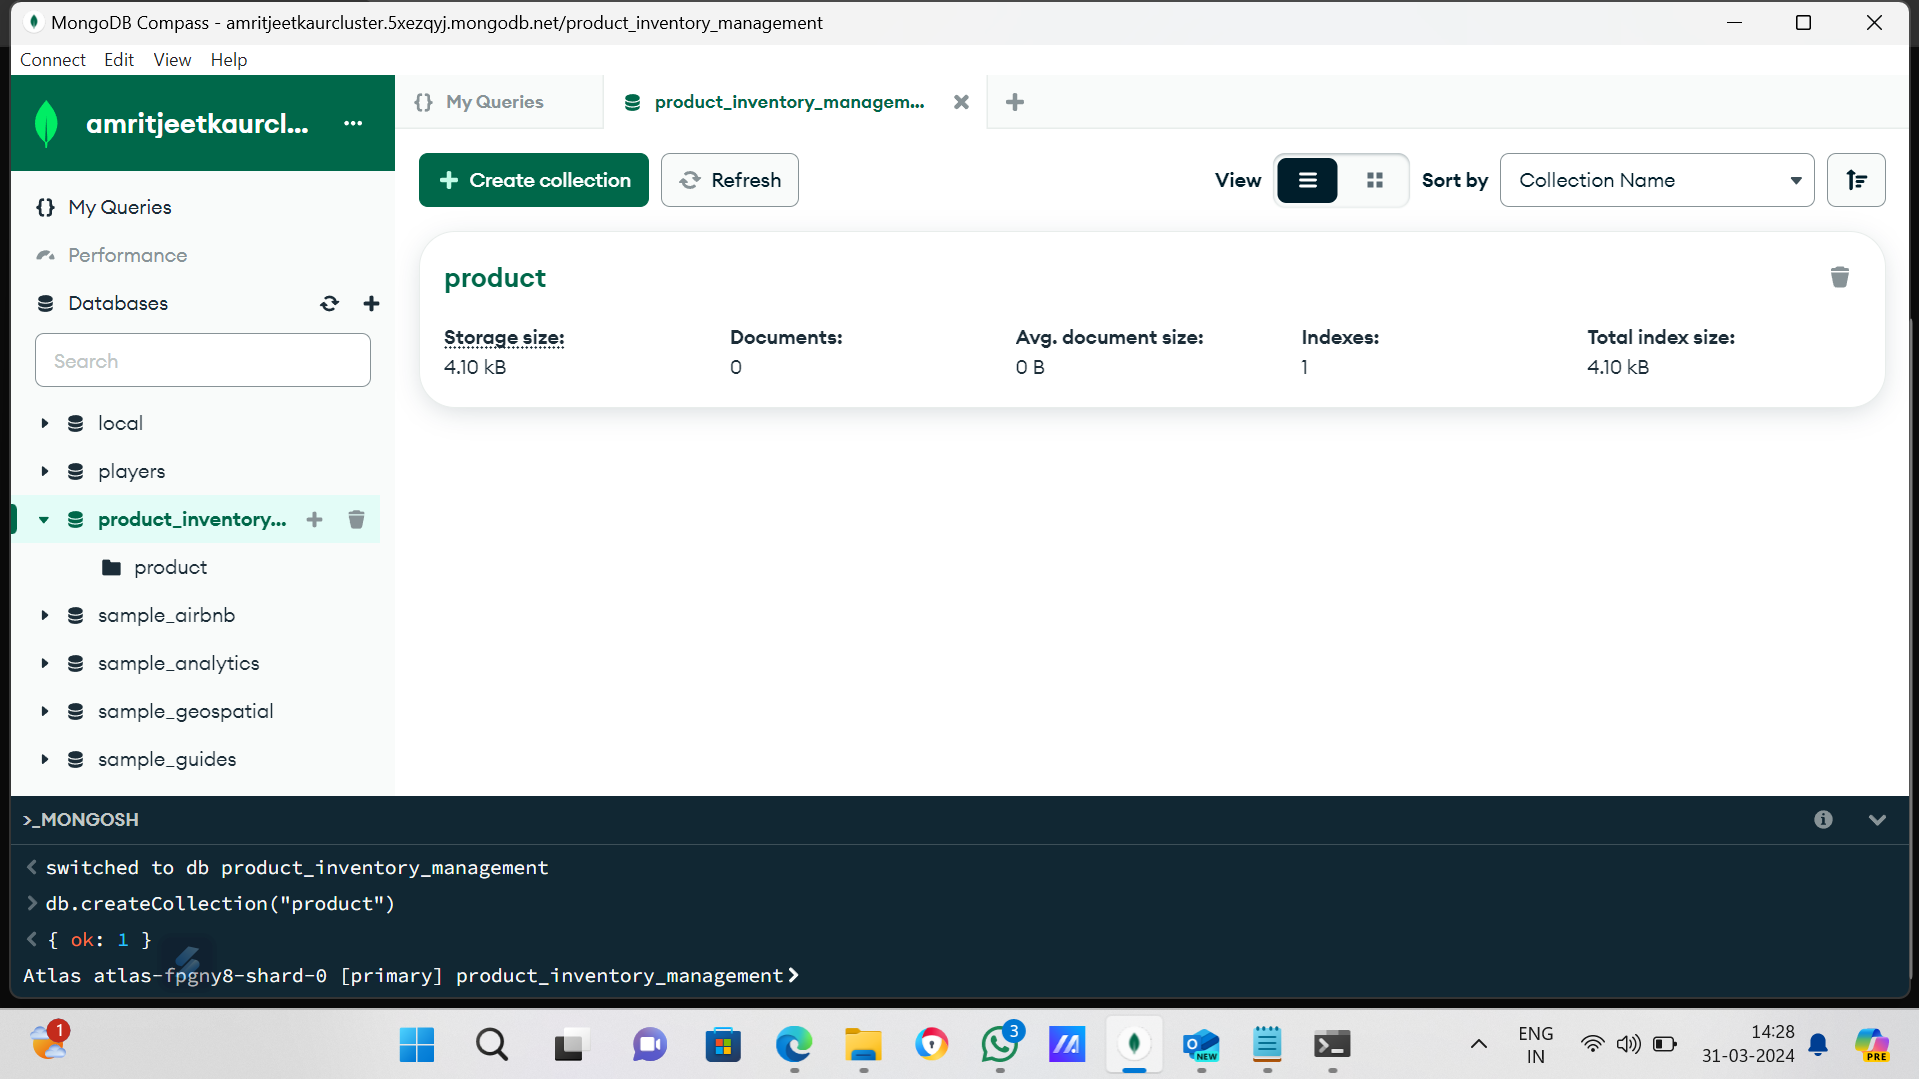 MongoDB Compass - amritjeetkaurcluster.5xezqyj.mongodb.net/product_inventory_management
Connect Edit View Help
amritjeetkaurcl...
{} My Queries
product_inventory_managem...
Create collection
Refresh
View
Sort by
Collection Name
{} My Queries
Performance
Databases
Search
local
players
product_inventory...
product
sample_airbnb
sample_analytics
sample_geospatial
sample_guides
product
Storage size: Documents: Avg. document size: Indexes: Total index size:
4.10 kB 0 0 B 1 4.10 kB
>_MONGOSH
< switched to db product_inventory_management
> db.createCollection("product")
< { ok: 1 }
Atlas atlas-fpgny8-shard-0 [primary] product_inventory_management>
1
3
NEW
ENG
IN
14:28
31-03-2024
PRE